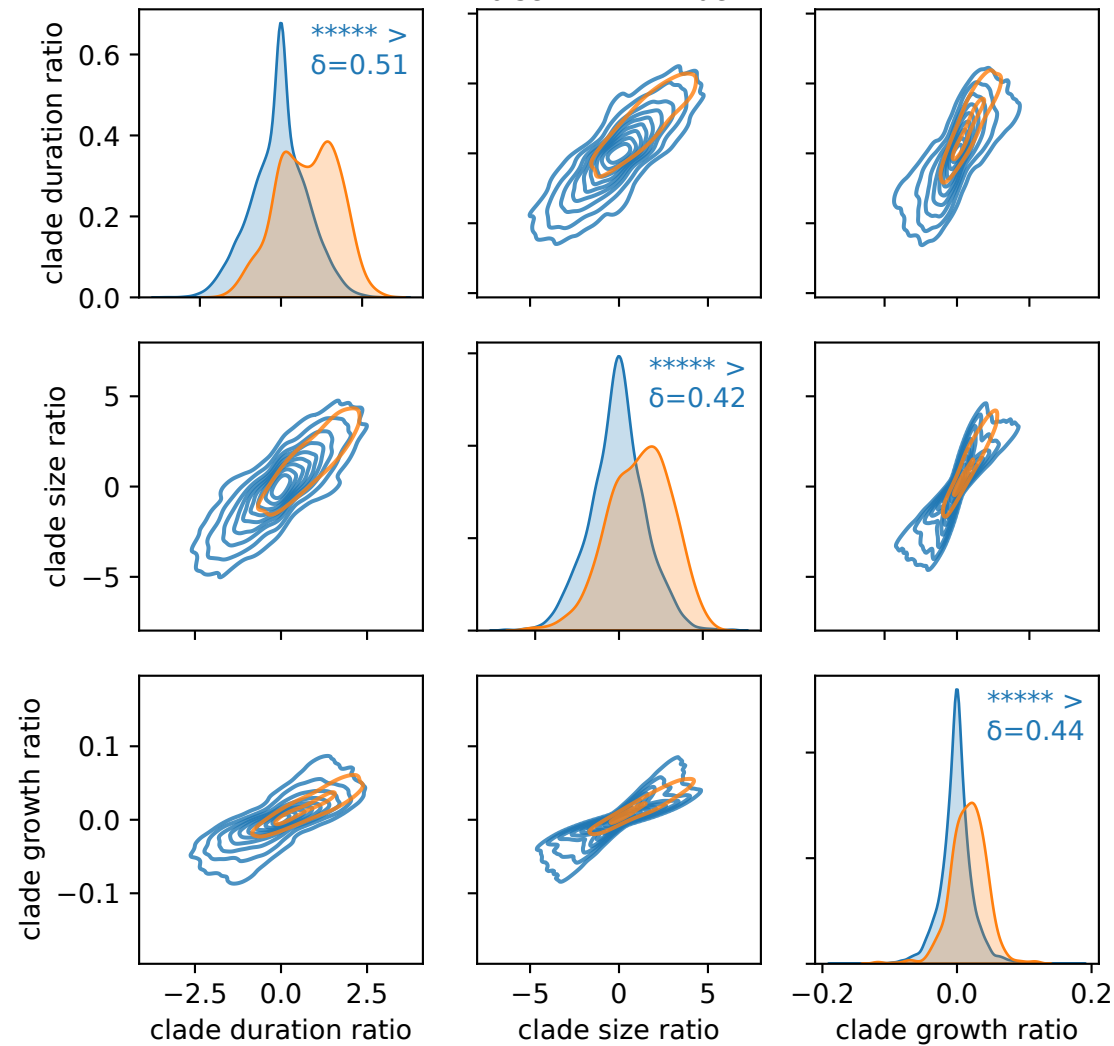 clade duration ratio
0.6
0.4
0.2
0.0
***** >
δ=0.51
clade size ratio
5
0
−5
***** >
δ=0.42
clade growth ratio
0.1
0.0
−0.1
***** >
δ=0.44
−2.5 0.0 2.5
−5 0 5
−0.2 0.0 0.2
clade duration ratio
clade size ratio
clade growth ratio